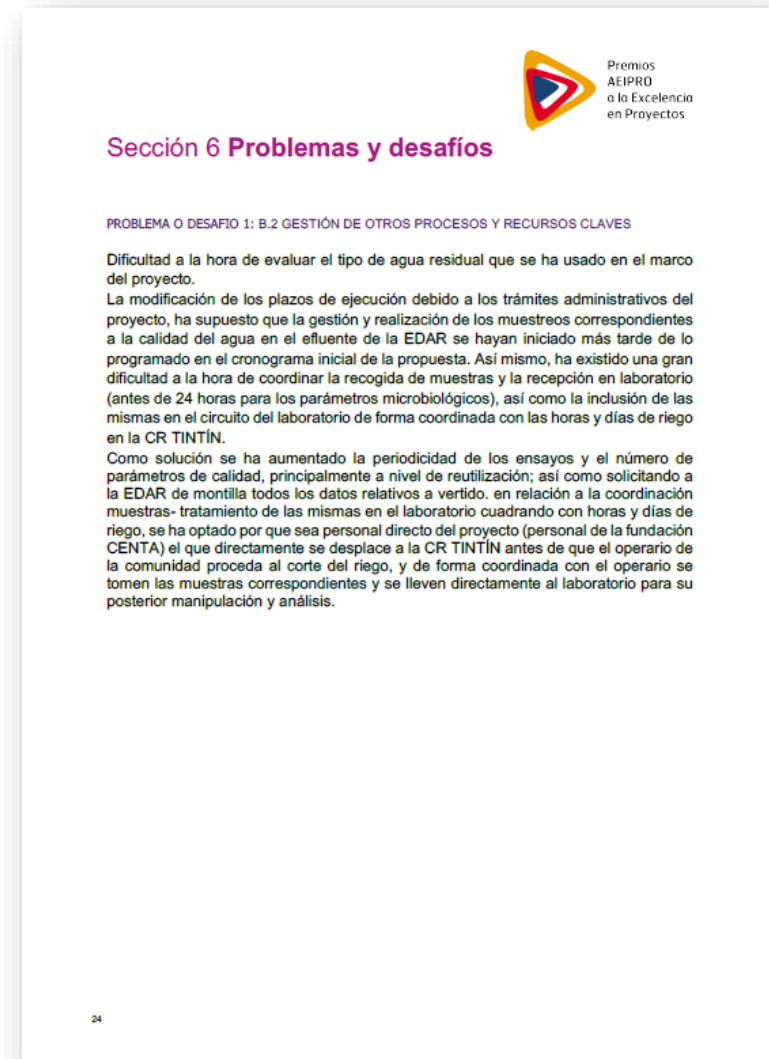 Premios
AEIPRO
a la Excelencia
en Proyectos
Sección 6 Problemas y desafíos
PROBLEMA O DESAFIO 1: B.2 GESTIÓN DE OTROS PROCESOS Y RECURSOS CLAVES
Dificultad a la hora de evaluar el tipo de agua residual que se ha usado en el marco
del proyecto.
La modificación de los plazos de ejecución debido a los trámites administrativos del
proyecto, ha supuesto que la gestión y realización de los muestreos correspondientes
a la calidad del agua en el efluente de la EDAR se hayan iniciado más tarde de lo
programado en el cronograma inicial de la propuesta. Así mismo, ha existido una gran
dificultad a la hora de coordinar la recogida de muestras y la recepción en laboratorio
(antes de 24 horas para los parámetros microbiológicos), así como la inclusión de las
mismas en el circuito del laboratorio de forma coordinada con las horas y días de riego
en la CR TINTÍN.
Como solución se ha aumentado la periodicidad de los ensayos y el número de
parámetros de calidad, principalmente a nivel de reutilización; así como solicitando a
la EDAR de montilla todos los datos relativos a vertido. en relación a la coordinación
muestras- tratamiento de las mismas en el laboratorio cuadrando con horas y días de
riego, se ha optado por que sea personal directo del proyecto (personal de la fundación
CENTA) el que directamente se desplace a la CR TINTÍN antes de que el operario de
la comunidad proceda al corte del riego, y de forma coordinada con el operario se
tomen las muestras correspondientes y se lleven directamente al laboratorio para su
posterior manipulación y análisis.
24